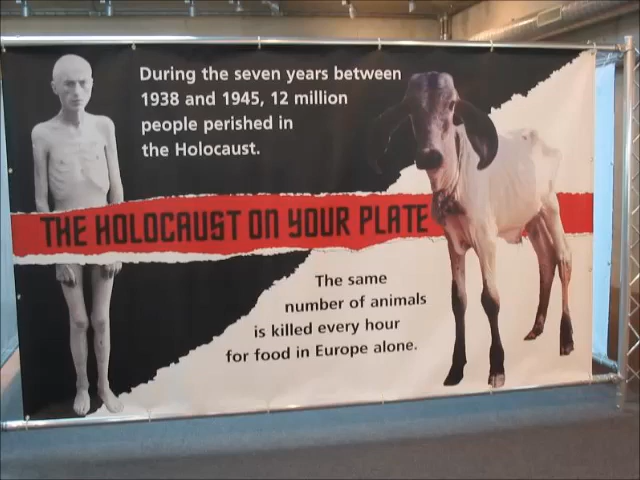 During the seven years between
1938 and 1945, 12 million
people perished in
the Holocaust.
THE HOLOCAUST ON YOUR PLATE
The same
number of animals
is killed every hour
for food in Europe alone.